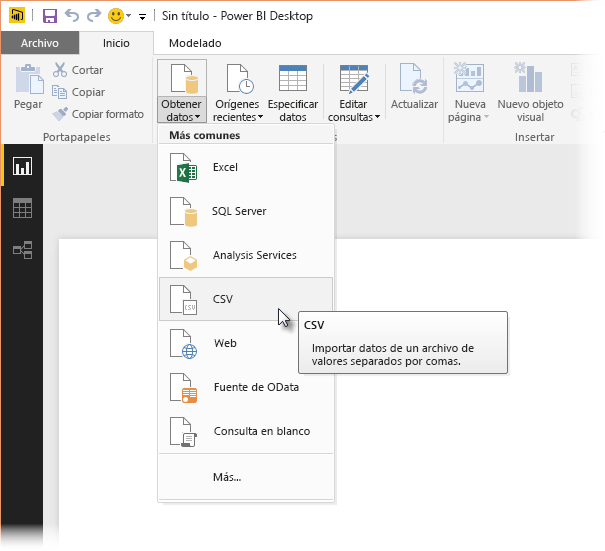 Sin título - Power BI Desktop
Archivo Inicio Modelado
Pegar
Cortar
Copiar
Copiar formato
Portapapeles
Obtener datos
Orígenes recientes
Especificar datos
Editar consultas
Actualizar
Nueva página
Nuevo objeto visual
Insertar
Más comunes
Excel
SQL Server
Analysis Services
CSV
CSV
CSV
Importar datos de un archivo de
valores separados por comas.
Web
Fuente de OData
Consulta en blanco
Más...